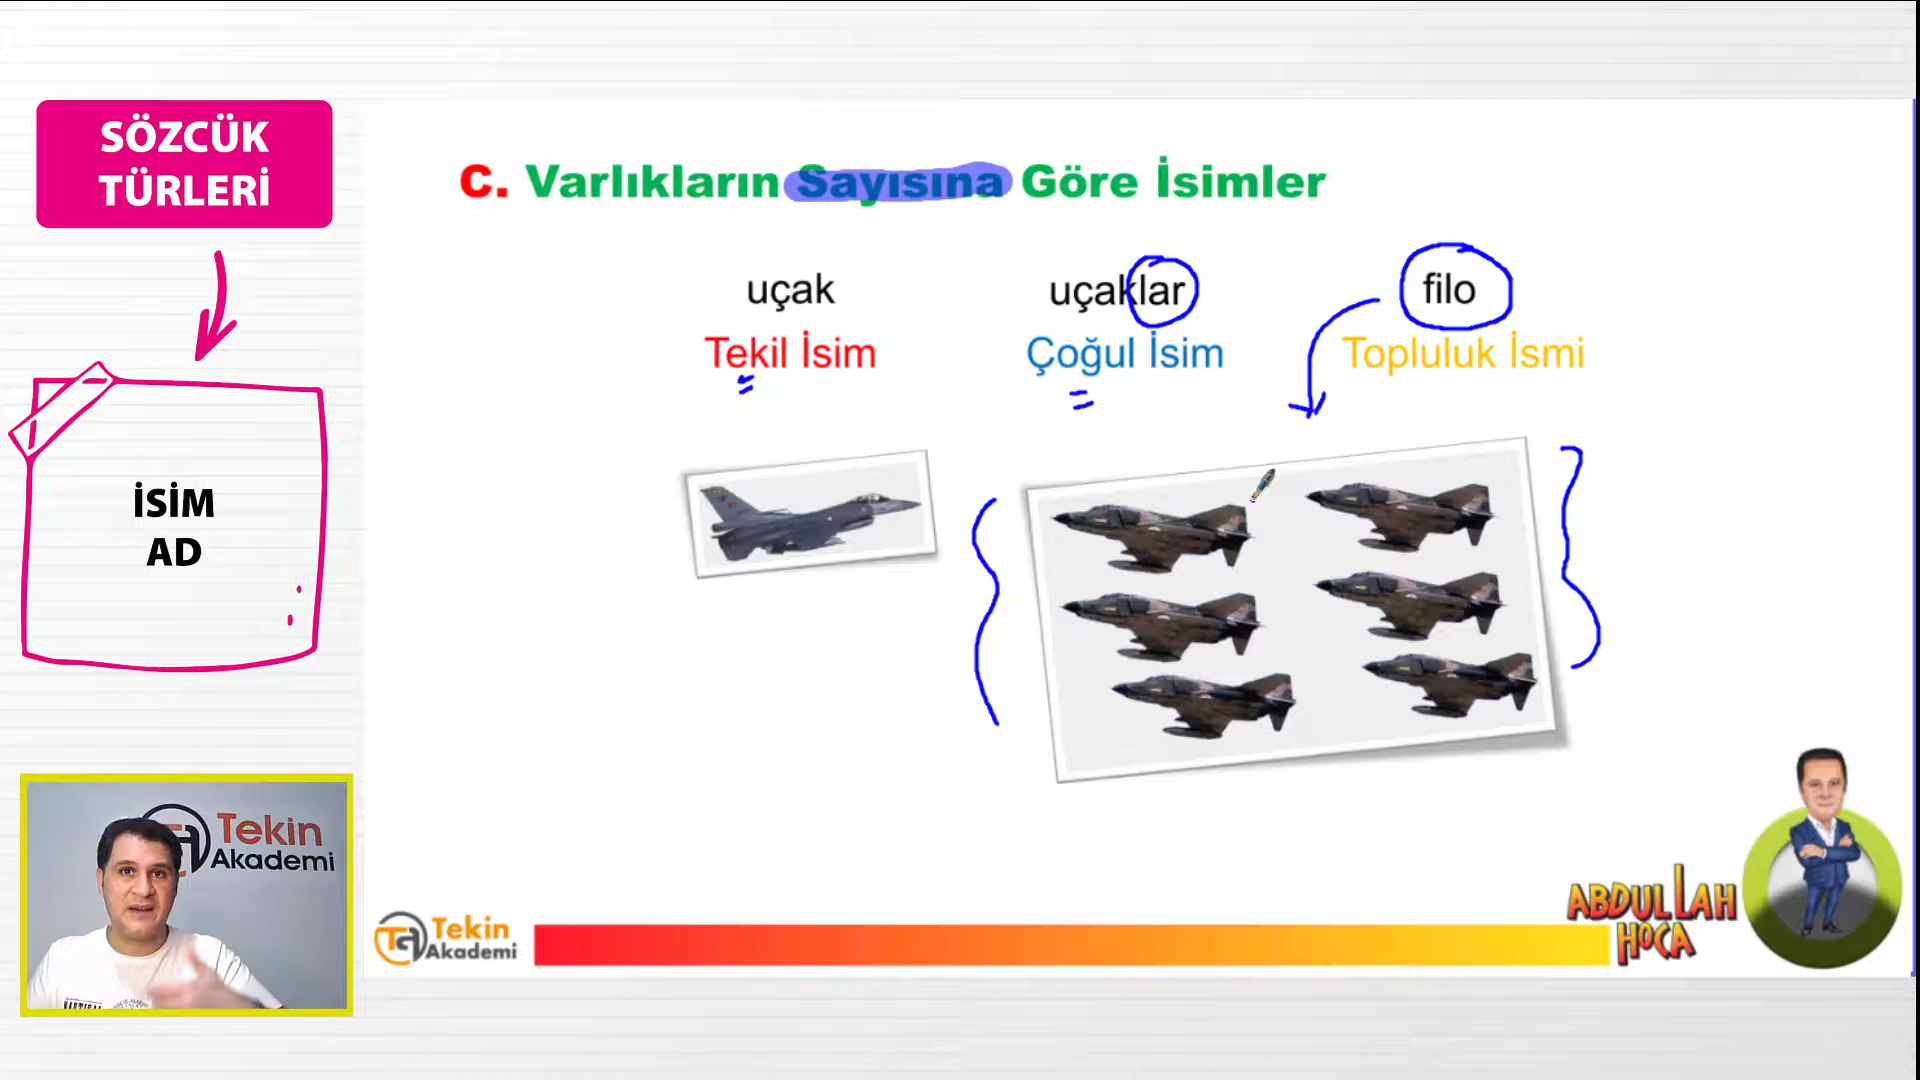 SÖZCÜK
TÜRLERİ
İSİM
AD
C. Varlıkların Sayısına Göre İsimler
uçak
uçaklar
filo
Tekil İsim
Çoğul İsim
Topluluk İsmi
Tekin
Akademi
Tekin
Akademi
ABDULLAH
HOCA